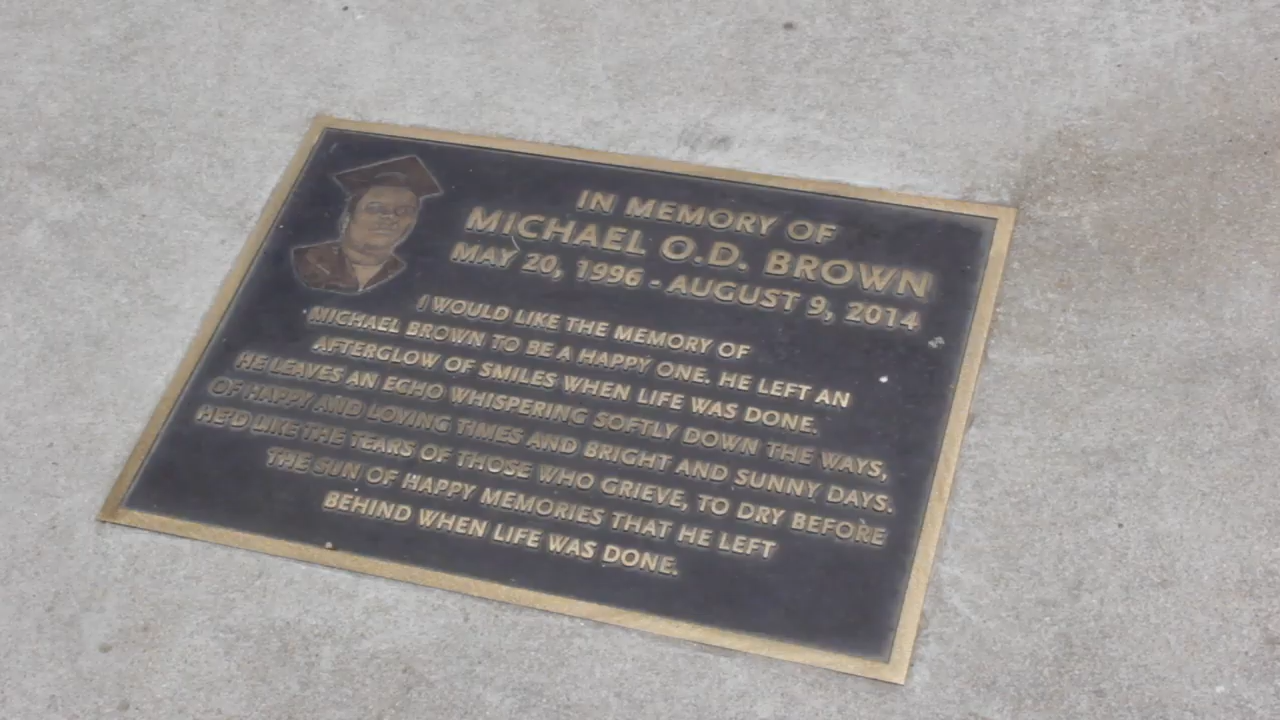 IN MEMORY OF
MICHAEL O.D. BROWN
MAY 20, 1996 - AUGUST 9, 2014
I WOULD LIKE THE MEMORY OF
MICHAEL BROWN TO BE A HAPPY ONE. HE LEFT AN
AFTERGLOW OF SMILES WHEN LIFE WAS DONE.
HE LEAVES AN ECHO WHISPERING SOFTLY DOWN THE WAYS,
OF HAPPY AND LOVING TIMES AND BRIGHT AND SUNNY DAYS.
HE'D LIKE THE TEARS OF THOSE WHO GRIEVE, TO DRY BEFORE
THE SUN OF HAPPY MEMORIES THAT HE LEFT
BEHIND WHEN LIFE WAS DONE.